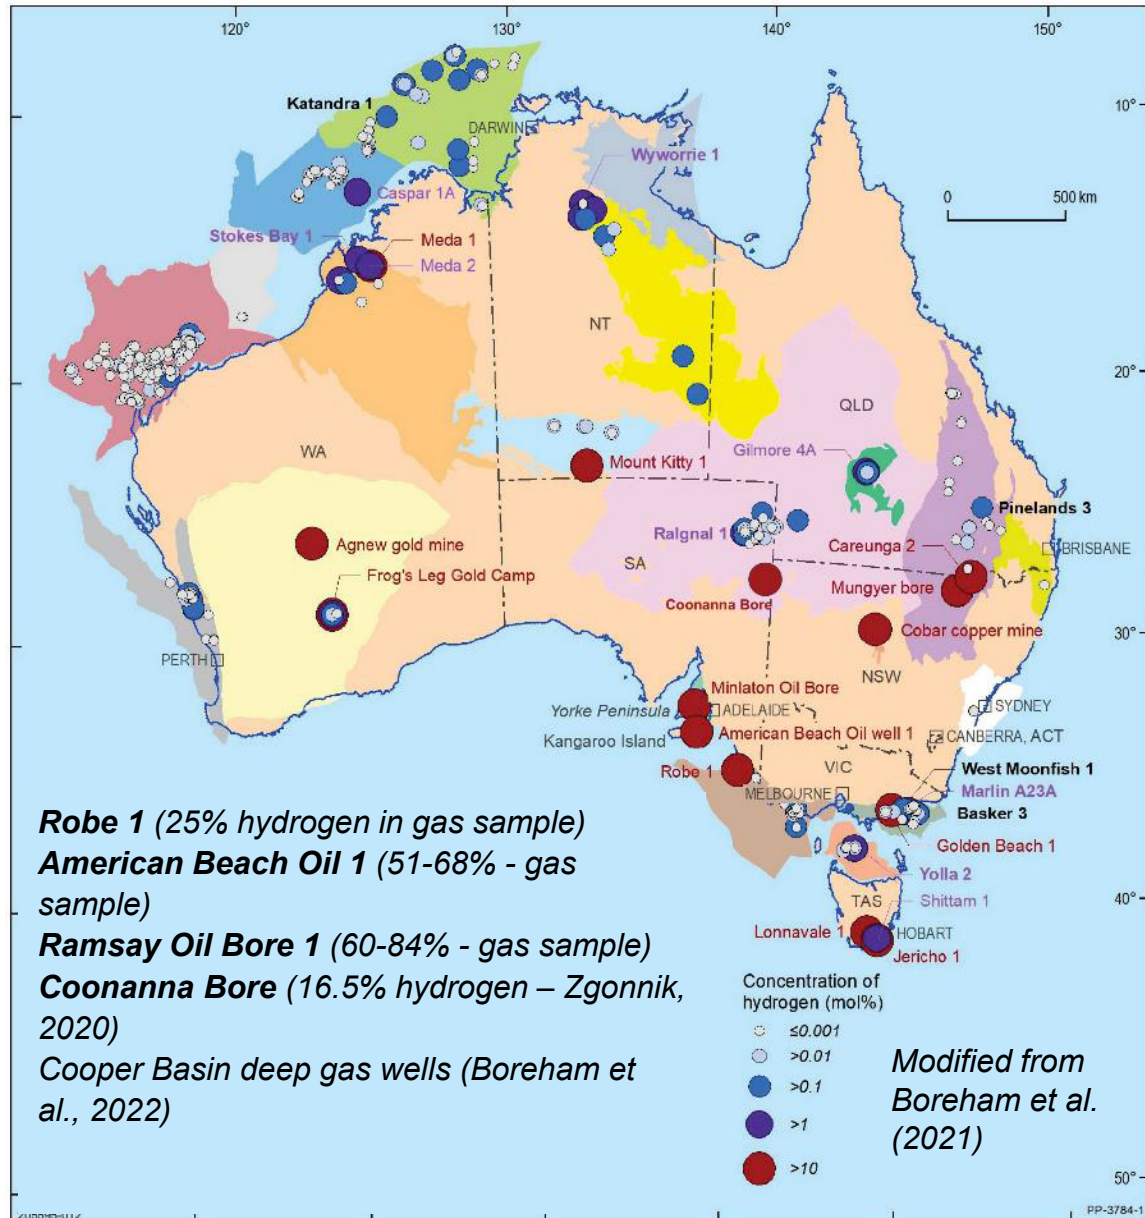 120°
130°
140°
150°
10°
Katandra 1
DARWIN
Wyworrie 1
0
500 km
Caspar 1A
Stokes Bay 1
Meda 1
Meda 2
NT
20°
QLD
WA
Gilmore 4A
Mount Kitty 1
Pinelands 3
Ralgnal 1
Agnew gold mine
Careunga 2
BRISBANE
SA
Frog's Leg Gold Camp
Mungyer bore
Coonanna Bore
Cobar copper mine
30°
PERTH
NSW
Minlaton Oil Bore
SYDNEY
Yorke Peninsula
ADELAIDE
American Beach Oil well 1
CANBERRA, ACT
Kangaroo Island
Robe 1
VIC
West Moonfish 1
MELBOURNE
Marlin A23A
Basker 3
Golden Beach 1
Yolla 2
TAS
Shittam 1
40°
Lonnavale 1
HOBART
Jericho 1
Robe 1 (25% hydrogen in gas sample)
American Beach Oil 1 (51-68% - gas
sample)
Ramsay Oil Bore 1 (60-84% - gas sample)
Coonanna Bore (16.5% hydrogen – Zgonnik,
2020)
Cooper Basin deep gas wells (Boreham et
al., 2022)
Concentration of
hydrogen (mol%)
≤0.001
>0.01
>0.1
>1
>10
Modified from
Boreham et al.
(2021)
50°
PP-3784-1